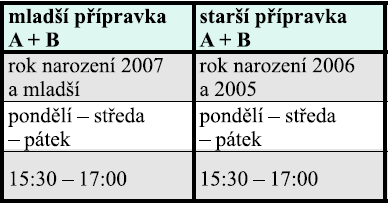 mladší přípravka
A + B
starší přípravka
A + B
rok narození 2007
a mladší
rok narození 2006
a 2005
pondělí – středa
– pátek
pondělí – středa
– pátek
15:30 – 17:00
15:30 – 17:00